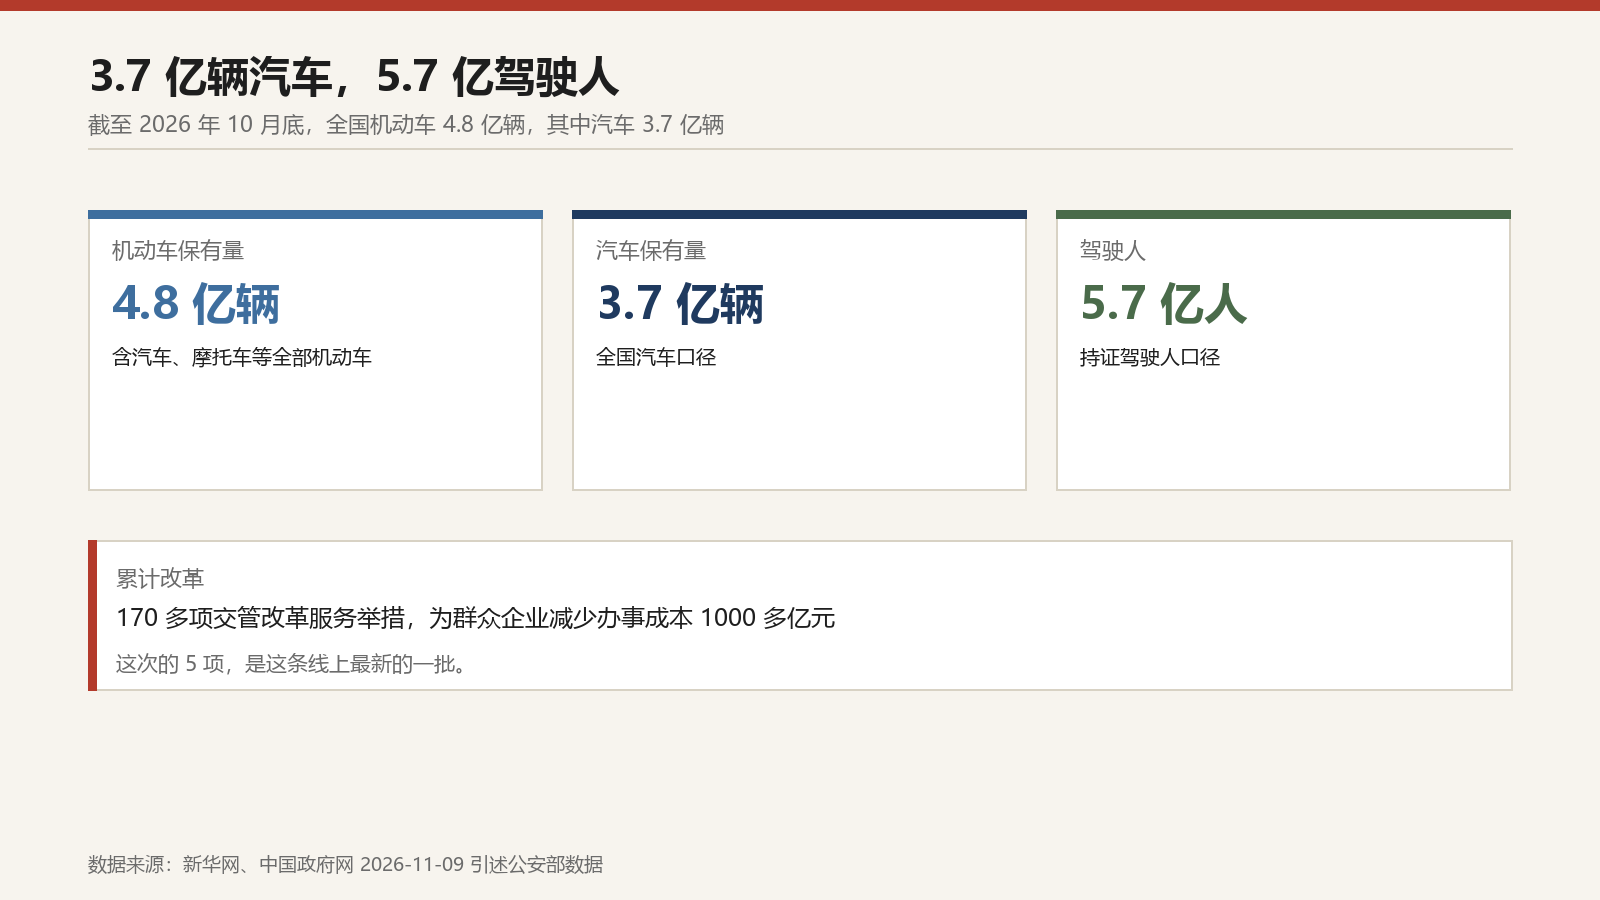 3.7 亿辆汽车，5.7 亿驾驶人
截至 2026 年 10 月底，全国机动车 4.8 亿辆，其中汽车 3.7 亿辆
机动车保有量
4.8 亿辆
含汽车、摩托车等全部机动车
汽车保有量
3.7 亿辆
全国汽车口径
驾驶人
5.7 亿人
持证驾驶人口径
累计改革
170 多项交管改革服务举措，为群众企业减少办事成本 1000 多亿元
这次的 5 项，是这条线上最新的一批。
数据来源：新华网、中国政府网 2026-11-09 引述公安部数据